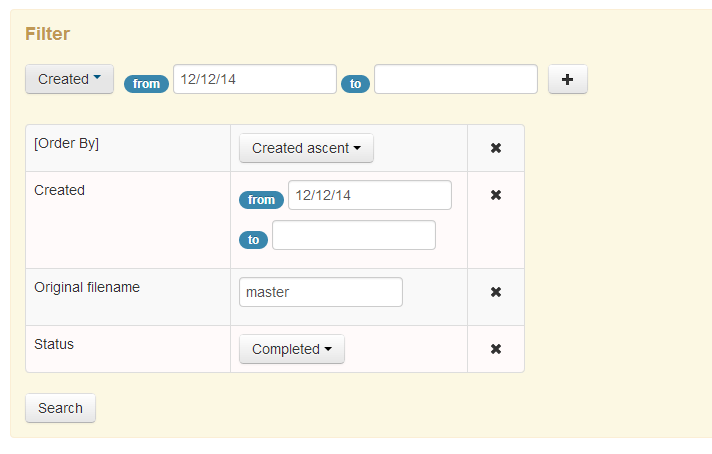 Filter
Created from 12/12/14 to
[Order By] Created ascent
Created from 12/12/14
to
Original filename master
Status Completed
Search